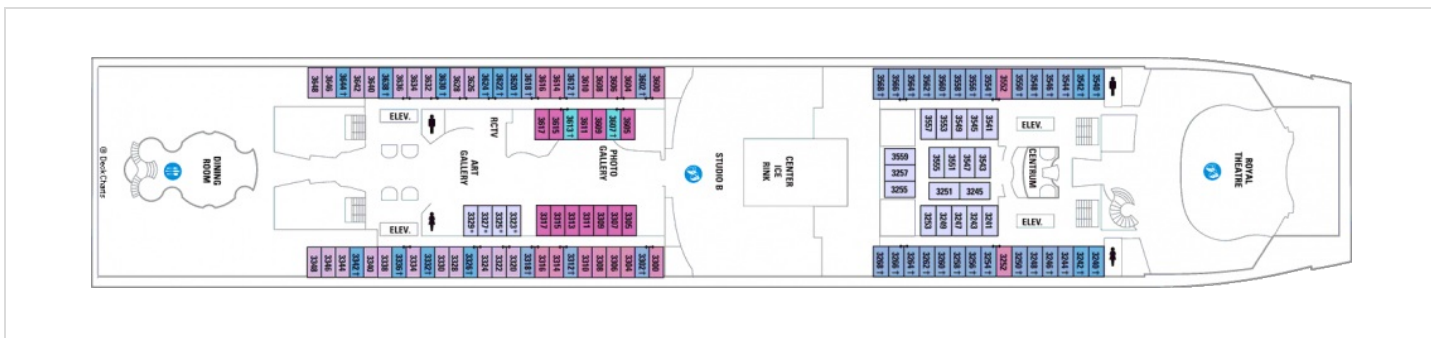 3648 3646 3644↑ 3642 3640 3638↑ 3636 3634 3632 3630↑ 3628 3626 3624↑ 3622↑ 3620↑ 3618↑ 3616 3614 3612↑ 3610 3608 3606 3604 3602↑ 3600
3568↑ 3566↑ 3564↑ 3562↑ 3560↑ 3558↑ 3556↑ 3554↑ 3552 3550↑ 3548↑ 3546↑ 3544↑ 3542↑ 3540↑
ELEV.
RCTV
3617 3615 3613↑ 3611 3609 3607↑ 3605
3557 3553 3549 3545 3541
ELEV.
@ Deck Charts
DINING
ROOM
ART
GALLERY
PHOTO
GALLERY
STUDIO B
CENTER
ICE
RINK
3559
3257
3255
3555 3551 3547 3543
3251 3245
CENTRUM
ROYAL
THEATRE
ELEV.
3329* 3327* 3325* 3323*
3317 3315 3313 3311 3309 3307 3305
3253 3249 3247 3243 3241
ELEV.
3348 3346 3344 3342↑ 3340 3338 3336↑ 3334 3332↑ 3330 3328 3326↑ 3324 3322 3320 3318↑ 3316 3314 3312↑ 3310 3308 3306 3304 3302↑ 3300
3268↑ 3266↑ 3264↑ 3262↑ 3260↑ 3258↑ 3256↑ 3254↑ 3252 3250↑ 3248↑ 3246↑ 3244↑ 3242↑ 3240↑